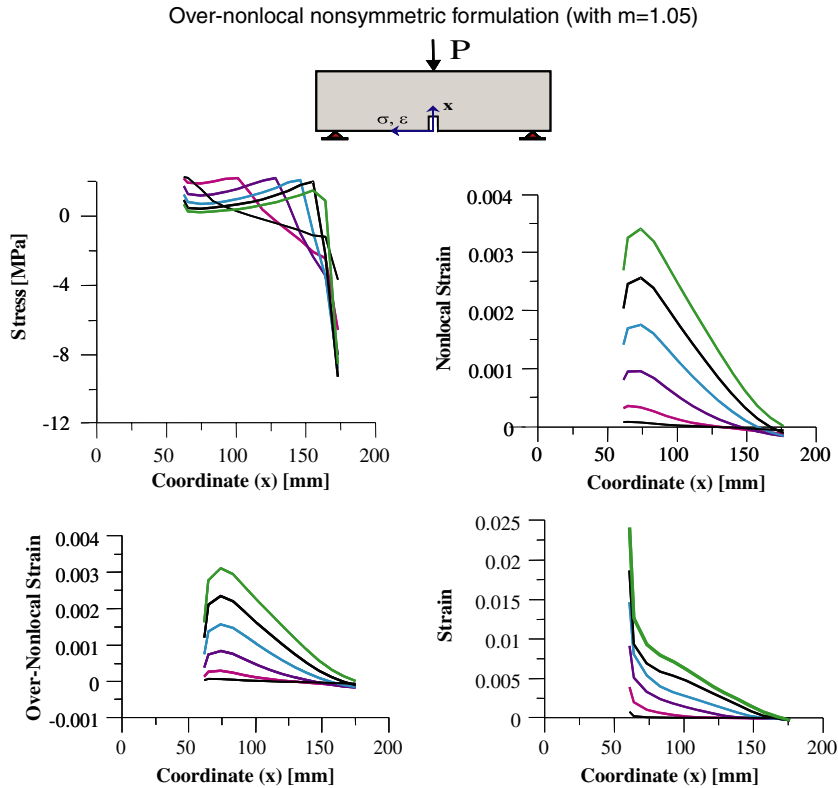 Over-nonlocal nonsymmetric formulation (with m=1.05)
P
x
σ, ε
Stress [MPa]
0
-4
-8
-12
0 50 100 150 200
Coordinate (x) [mm]
Nonlocal Strain
0.004
0.003
0.002
0.001
0
0 50 100 150 200
Coordinate (x) [mm]
Over-Nonlocal Strain
0.004
0.003
0.002
0.001
0
-0.001
0 50 100 150 200
Coordinate (x) [mm]
Strain
0.025
0.02
0.015
0.01
0.005
0
0 50 100 150 200
Coordinate (x) [mm]